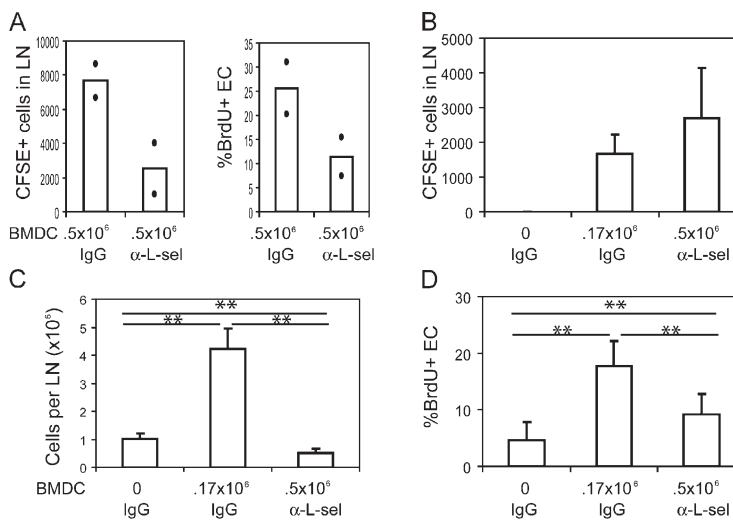 A
CFSE+ cells in LN
10000
8000
6000
4000
2000
0
BMDC .5x10⁶ .5x10⁶
IgG α-L-sel
%BrdU+ EC
35
30
25
20
15
10
5
0
.5x10⁶ .5x10⁶
IgG α-L-sel
B
CFSE+ cells in LN
5000
4000
3000
2000
1000
0
0 .17x10⁶ .5x10⁶
IgG IgG α-L-sel
C
Cells per LN (x10⁶)
6
5
4
3
2
1
0
**
** **
BMDC 0 .17x10⁶ .5x10⁶
IgG IgG α-L-sel
D
%BrdU+ EC
30
20
10
0
**
** **
0 .17x10⁶ .5x10⁶
IgG IgG α-L-sel